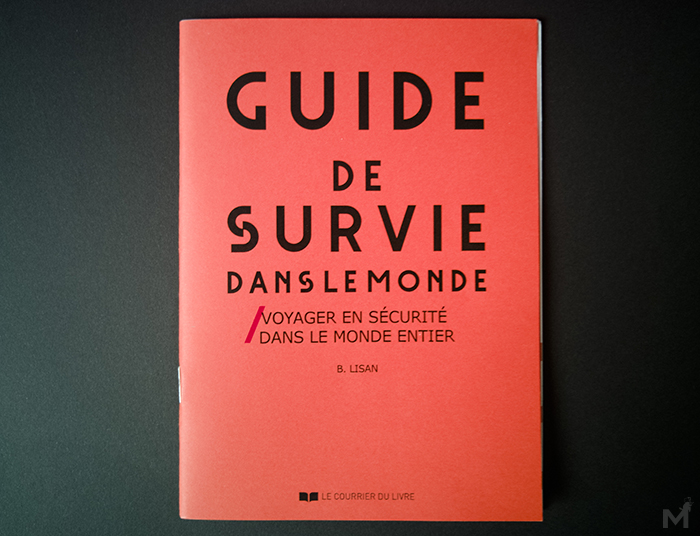 GUIDE
DE
SURVIE
DANSLEMONDE
/VOYAGER EN SÉCURITÉ
DANS LE MONDE ENTIER
B. LISAN
LE COURRIER DU LIVRE
M